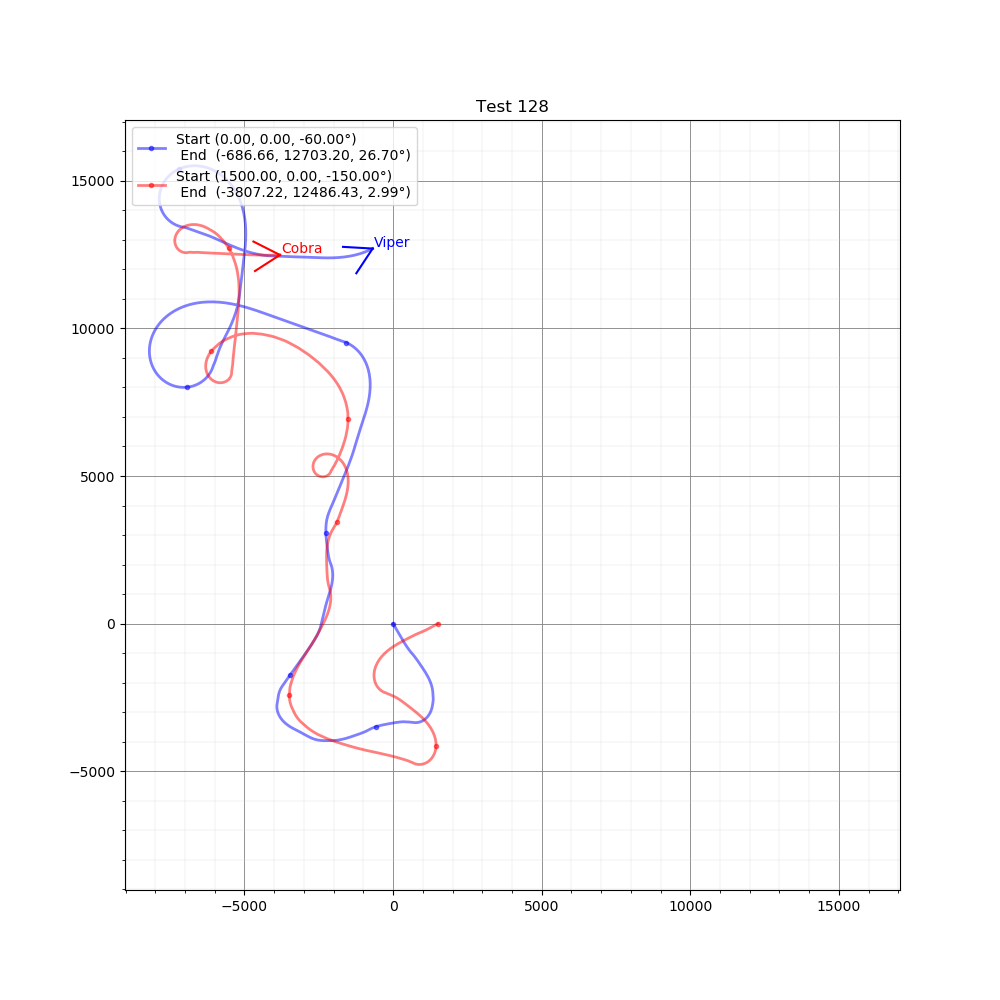 Test 128
Start (0.00, 0.00, -60.00°)
End  (-686.66, 12703.20, 26.70°)
Start (1500.00, 0.00, -150.00°)
End  (-3807.22, 12486.43, 2.99°)
Viper
Cobra
15000
10000
5000
0
−5000
−5000
0
5000
10000
15000